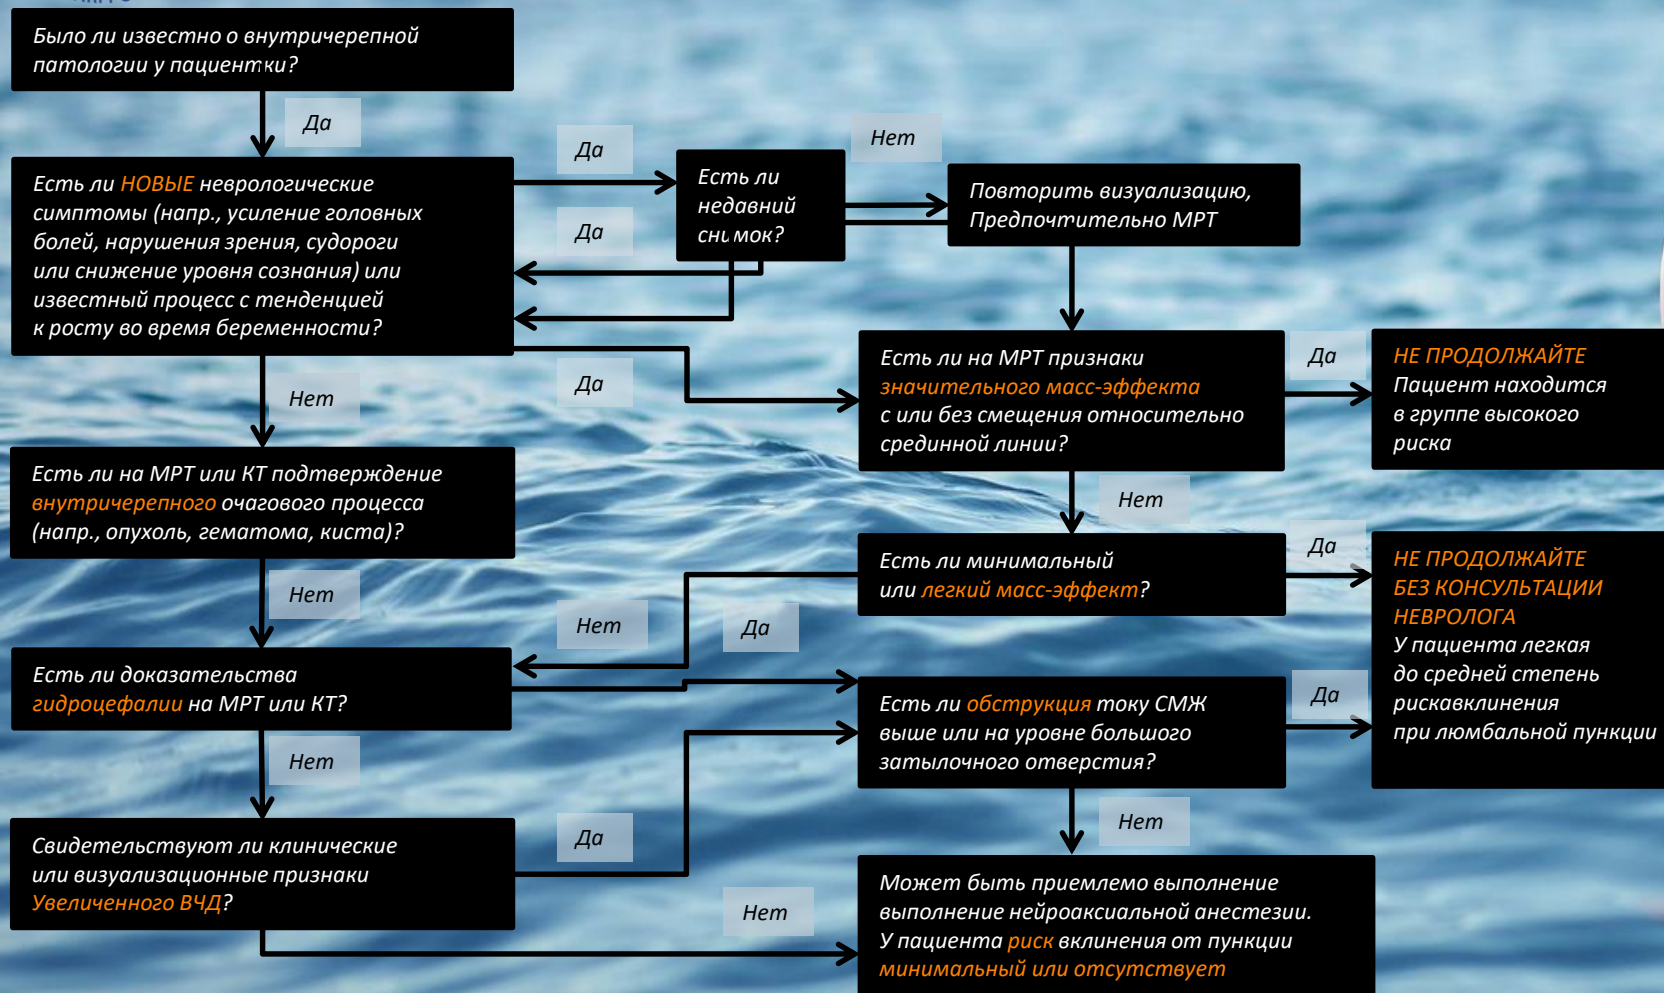 Было ли известно о внутричерепной
патологии у пациентки?
Да
Есть ли НОВЫЕ неврологические
симптомы (напр., усиление головных
болей, нарушения зрения, судороги
или снижение уровня сознания) или
известный процесс с тенденцией
к росту во время беременности?
Да
Есть ли
недавний
снимок?
Нет
Повторить визуализацию,
Предпочтительно МРТ
Да
Да
Есть ли на МРТ признаки
значительного масс-эффекта
с или без смещения относительно
срединной линии?
Да
НЕ ПРОДОЛЖАЙТЕ
Пациент находится
в группе высокого
риска
Нет
Есть ли на МРТ или КТ подтверждение
внутричерепного очагового процесса
(напр., опухоль, гематома, киста)?
Нет
Есть ли минимальный
или легкий масс-эффект?
Да
НЕ ПРОДОЛЖАЙТЕ
БЕЗ КОНСУЛЬТАЦИИ
НЕВРОЛОГА
У пациента легкая
до средней степень
рискавклинения
при люмбальной пункции
Нет
Нет
Да
Есть ли доказательства
гидроцефалии на МРТ или КТ?
Есть ли обструкция току СМЖ
выше или на уровне большого
затылочного отверстия?
Да
Нет
Нет
Свидетельствуют ли клинические
или визуализационные признаки
Увеличенного ВЧД?
Да
Нет
Может быть приемлемо выполнение
выполнение нейроаксиальной анестезии.
У пациента риск вклинения от пункции
минимальный или отсутствует